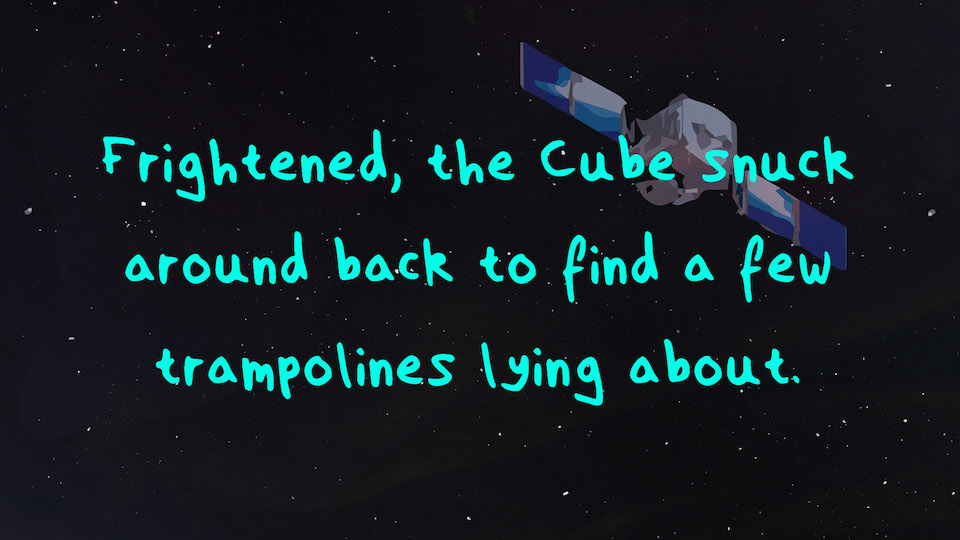 Frightened, the Cube snuck
around back to find a few
trampolines lying about.